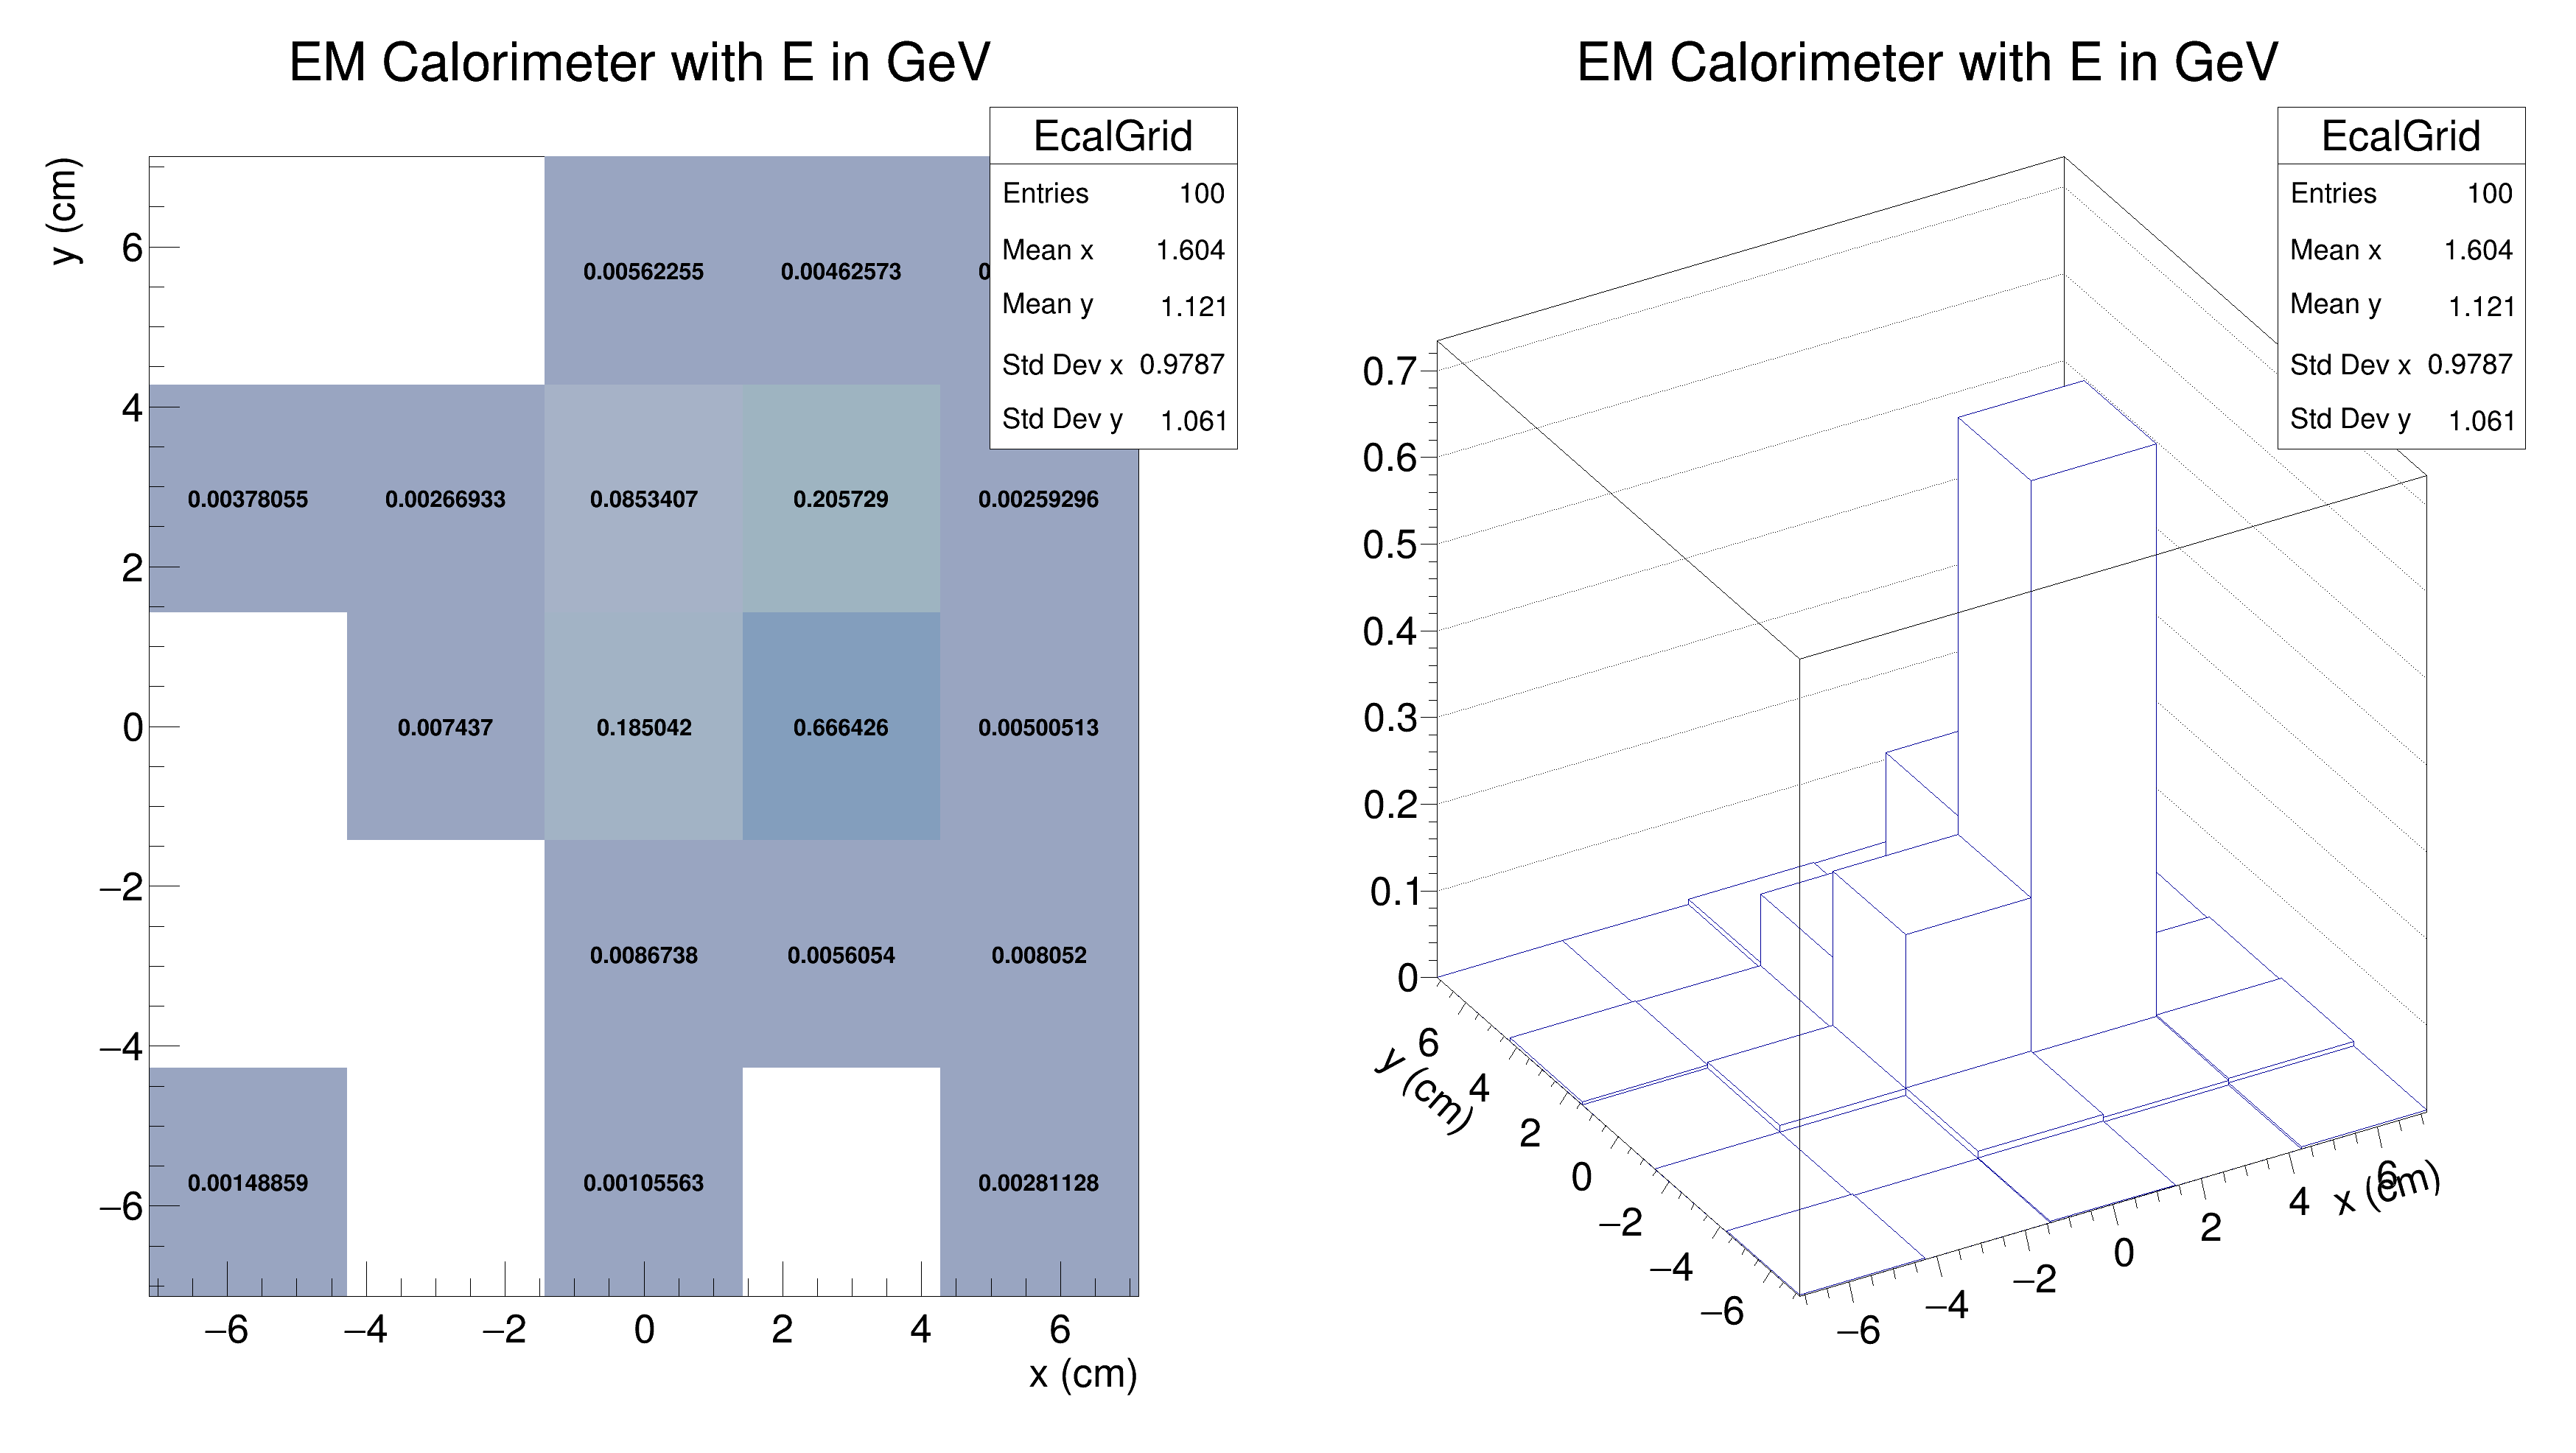 EM Calorimeter with E in GeV
EcalGrid
Entries 100
Mean x 1.604
Mean y 1.121
Std Dev x 0.9787
Std Dev y 1.061
y (cm)
6
4
2
0
−2
−4
−6
0.00562255 0.00462573
0.00378055 0.00266933 0.0853407 0.205729 0.00259296
0.007437 0.185042 0.666426 0.00500513
0.0086738 0.0056054 0.008052
0.00148859 0.00105563 0.00281128
−6 −4 −2 0 2 4 6
x (cm)
EM Calorimeter with E in GeV
EcalGrid
Entries 100
Mean x 1.604
Mean y 1.121
Std Dev x 0.9787
Std Dev y 1.061
0.7
0.6
0.5
0.4
0.3
0.2
0.1
0
y (cm)
6
4
2
0
−2
−4
−6
−6 −4 −2 0 2 4 6
x (cm)